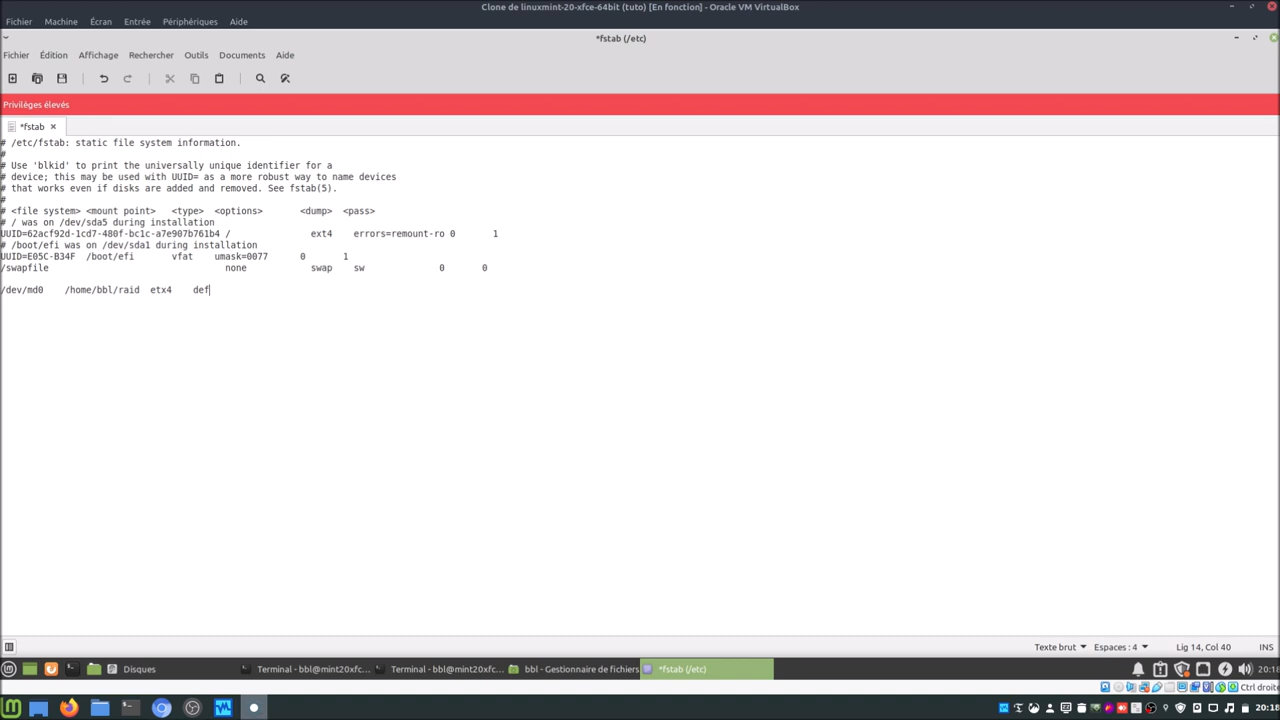 Clone de linuxmint-20-xfce-64bit (tuto) [En fonction] - Oracle VM VirtualBox
Fichier Machine Écran Entrée Périphériques Aide
*fstab (/etc)
Fichier Édition Affichage Rechercher Outils Documents Aide
Privilèges élevés
*fstab
# /etc/fstab: static file system information.
#
# Use 'blkid' to print the universally unique identifier for a
# device; this may be used with UUID= as a more robust way to name devices
# that works even if disks are added and removed. See fstab(5).
#
# <file system> <mount point> <type> <options> <dump> <pass>
# / was on /dev/sda5 during installation
UUID=62acf92d-1cd7-480f-bc1c-a7e907b761b4 / ext4 errors=remount-ro 0 1
# /boot/efi was on /dev/sda1 during installation
UUID=E05C-B34F /boot/efi vfat umask=0077 0 1
/swapfile none swap sw 0 0
/dev/md0 /home/bbl/raid etx4 def
Texte brut Espaces : 4 Lig 14, Col 40 INS
Disques Terminal - bbl@mint20xfc... Terminal - bbl@mint20xfc... bbl - Gestionnaire de fichiers *fstab (/etc) 20:18
Ctrl droite
20:18